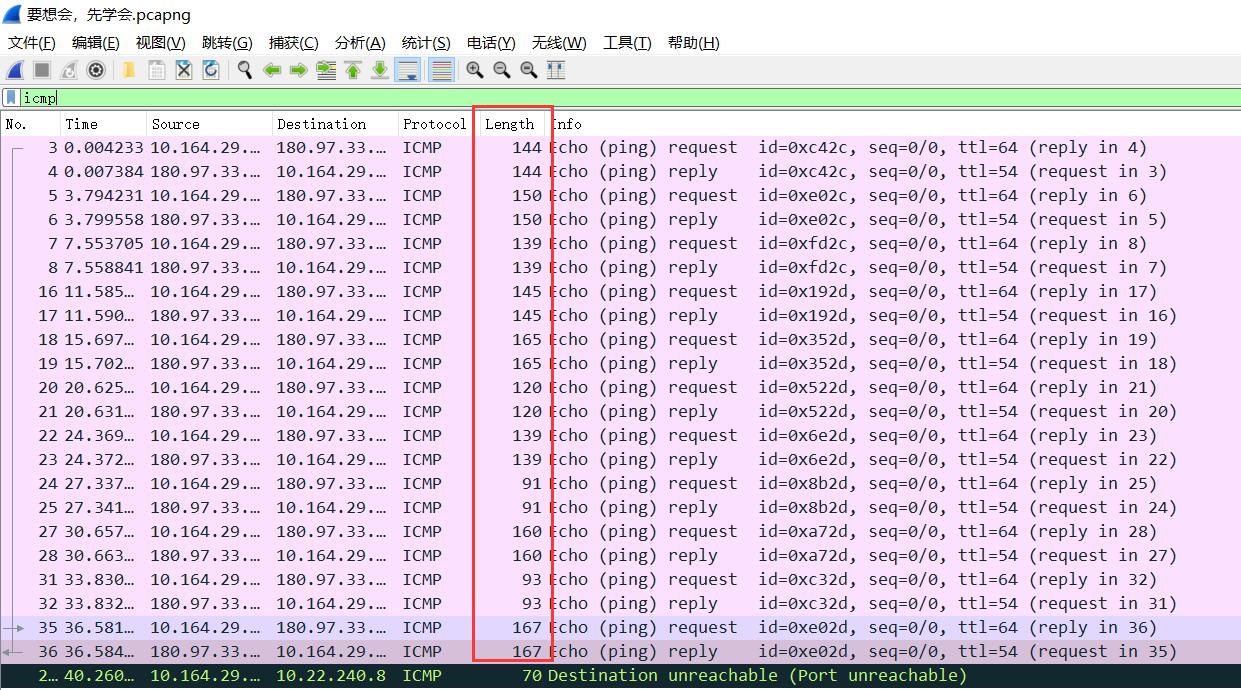 要想会，先学会.pcapng
文件(F) 编辑(E) 视图(V) 跳转(G) 捕获(C) 分析(A) 统计(S) 电话(Y) 无线(W) 工具(T) 帮助(H)
icmp
No. Time Source Destination Protocol Length Info
3 0.004233 10.164.29.… 180.97.33.… ICMP 144 Echo (ping) request id=0xc42c, seq=0/0, ttl=64 (reply in 4)
4 0.007384 180.97.33.… 10.164.29.… ICMP 144 Echo (ping) reply id=0xc42c, seq=0/0, ttl=54 (request in 3)
5 3.794231 10.164.29.… 180.97.33.… ICMP 150 Echo (ping) request id=0xe02c, seq=0/0, ttl=64 (reply in 6)
6 3.799558 180.97.33.… 10.164.29.… ICMP 150 Echo (ping) reply id=0xe02c, seq=0/0, ttl=54 (request in 5)
7 7.553705 10.164.29.… 180.97.33.… ICMP 139 Echo (ping) request id=0xfd2c, seq=0/0, ttl=64 (reply in 8)
8 7.558841 180.97.33.… 10.164.29.… ICMP 139 Echo (ping) reply id=0xfd2c, seq=0/0, ttl=54 (request in 7)
16 11.585… 10.164.29.… 180.97.33.… ICMP 145 Echo (ping) request id=0x192d, seq=0/0, ttl=64 (reply in 17)
17 11.590… 180.97.33.… 10.164.29.… ICMP 145 Echo (ping) reply id=0x192d, seq=0/0, ttl=54 (request in 16)
18 15.697… 10.164.29.… 180.97.33.… ICMP 165 Echo (ping) request id=0x352d, seq=0/0, ttl=64 (reply in 19)
19 15.702… 180.97.33.… 10.164.29.… ICMP 165 Echo (ping) reply id=0x352d, seq=0/0, ttl=54 (request in 18)
20 20.625… 10.164.29.… 180.97.33.… ICMP 120 Echo (ping) request id=0x522d, seq=0/0, ttl=64 (reply in 21)
21 20.631… 180.97.33.… 10.164.29.… ICMP 120 Echo (ping) reply id=0x522d, seq=0/0, ttl=54 (request in 20)
22 24.369… 10.164.29.… 180.97.33.… ICMP 139 Echo (ping) request id=0x6e2d, seq=0/0, ttl=64 (reply in 23)
23 24.372… 180.97.33.… 10.164.29.… ICMP 139 Echo (ping) reply id=0x6e2d, seq=0/0, ttl=54 (request in 22)
24 27.337… 10.164.29.… 180.97.33.… ICMP 91 Echo (ping) request id=0x8b2d, seq=0/0, ttl=64 (reply in 25)
25 27.341… 180.97.33.… 10.164.29.… ICMP 91 Echo (ping) reply id=0x8b2d, seq=0/0, ttl=54 (request in 24)
27 30.657… 10.164.29.… 180.97.33.… ICMP 160 Echo (ping) request id=0xa72d, seq=0/0, ttl=64 (reply in 28)
28 30.663… 180.97.33.… 10.164.29.… ICMP 160 Echo (ping) reply id=0xa72d, seq=0/0, ttl=54 (request in 27)
31 33.830… 10.164.29.… 180.97.33.… ICMP 93 Echo (ping) request id=0xc32d, seq=0/0, ttl=64 (reply in 32)
32 33.832… 180.97.33.… 10.164.29.… ICMP 93 Echo (ping) reply id=0xc32d, seq=0/0, ttl=54 (request in 31)
35 36.581… 10.164.29.… 180.97.33.… ICMP 167 Echo (ping) request id=0xe02d, seq=0/0, ttl=64 (reply in 36)
36 36.584… 180.97.33.… 10.164.29.… ICMP 167 Echo (ping) reply id=0xe02d, seq=0/0, ttl=54 (request in 35)
2… 40.260… 10.164.29.… 10.22.240.8 ICMP 70 Destination unreachable (Port unreachable)